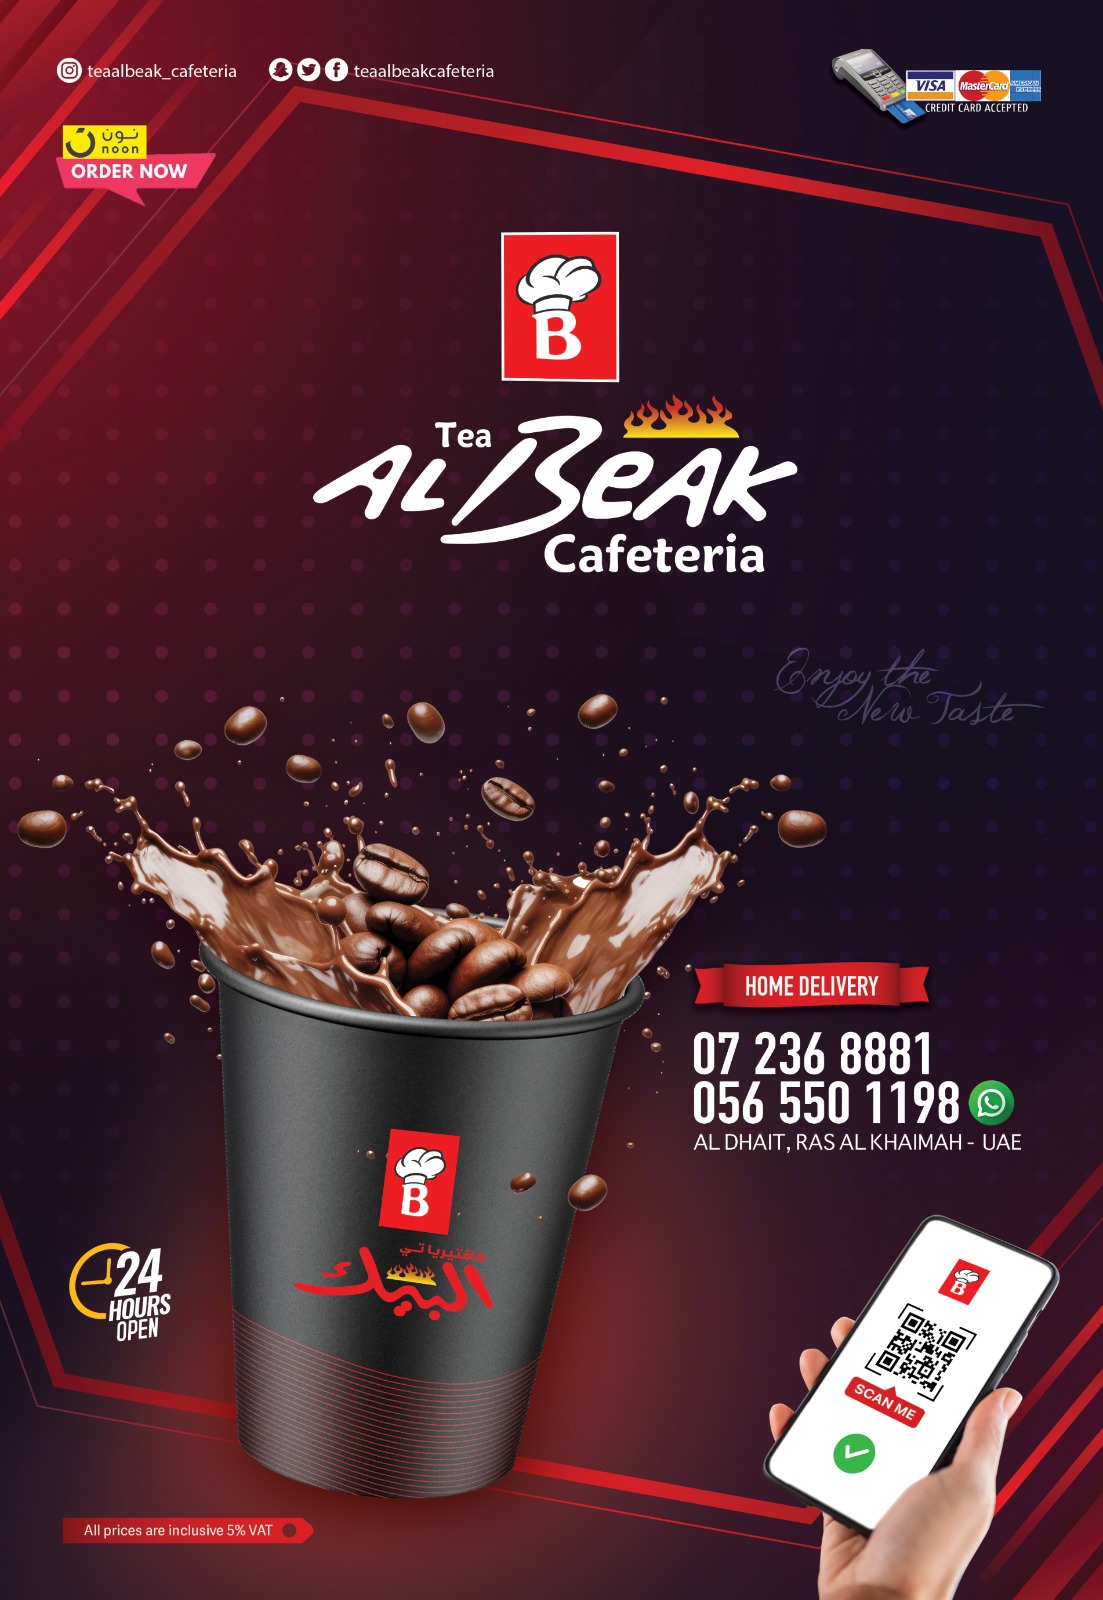 teaalbeak_cafeteria
teaalbeakcafeteria
VISA
MasterCard
AMERICAN EXPRESS
CREDIT CARD ACCEPTED
نون
noon
ORDER NOW
B
Tea
AL BeAK
Cafeteria
Enjoy the
New Taste
HOME DELIVERY
07 236 8881
056 550 1198
AL DHAIT, RAS AL KHAIMAH - UAE
B
كافتيريا تي
البيك
24
HOURS
OPEN
B
SCAN ME
All prices are inclusive 5% VAT